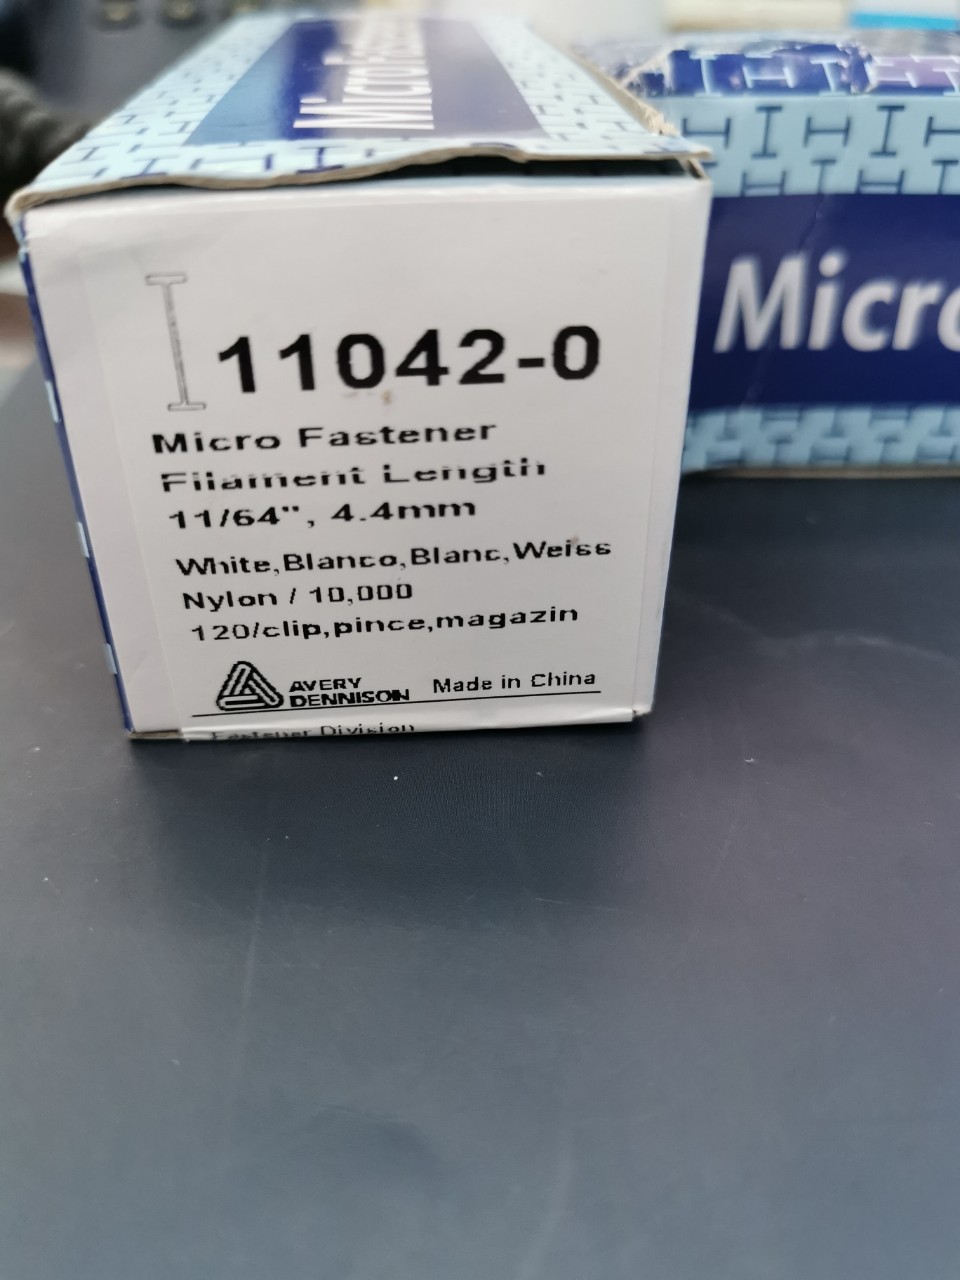 11042-0
Micro Fastener
Filament Length
11/64", 4.4mm
White,Blanco,Blanc,Weiss
Nylon / 10,000
120/clip,pince,magazin
AVERY
DENNISON
Made in China
Fastener Division
Micro